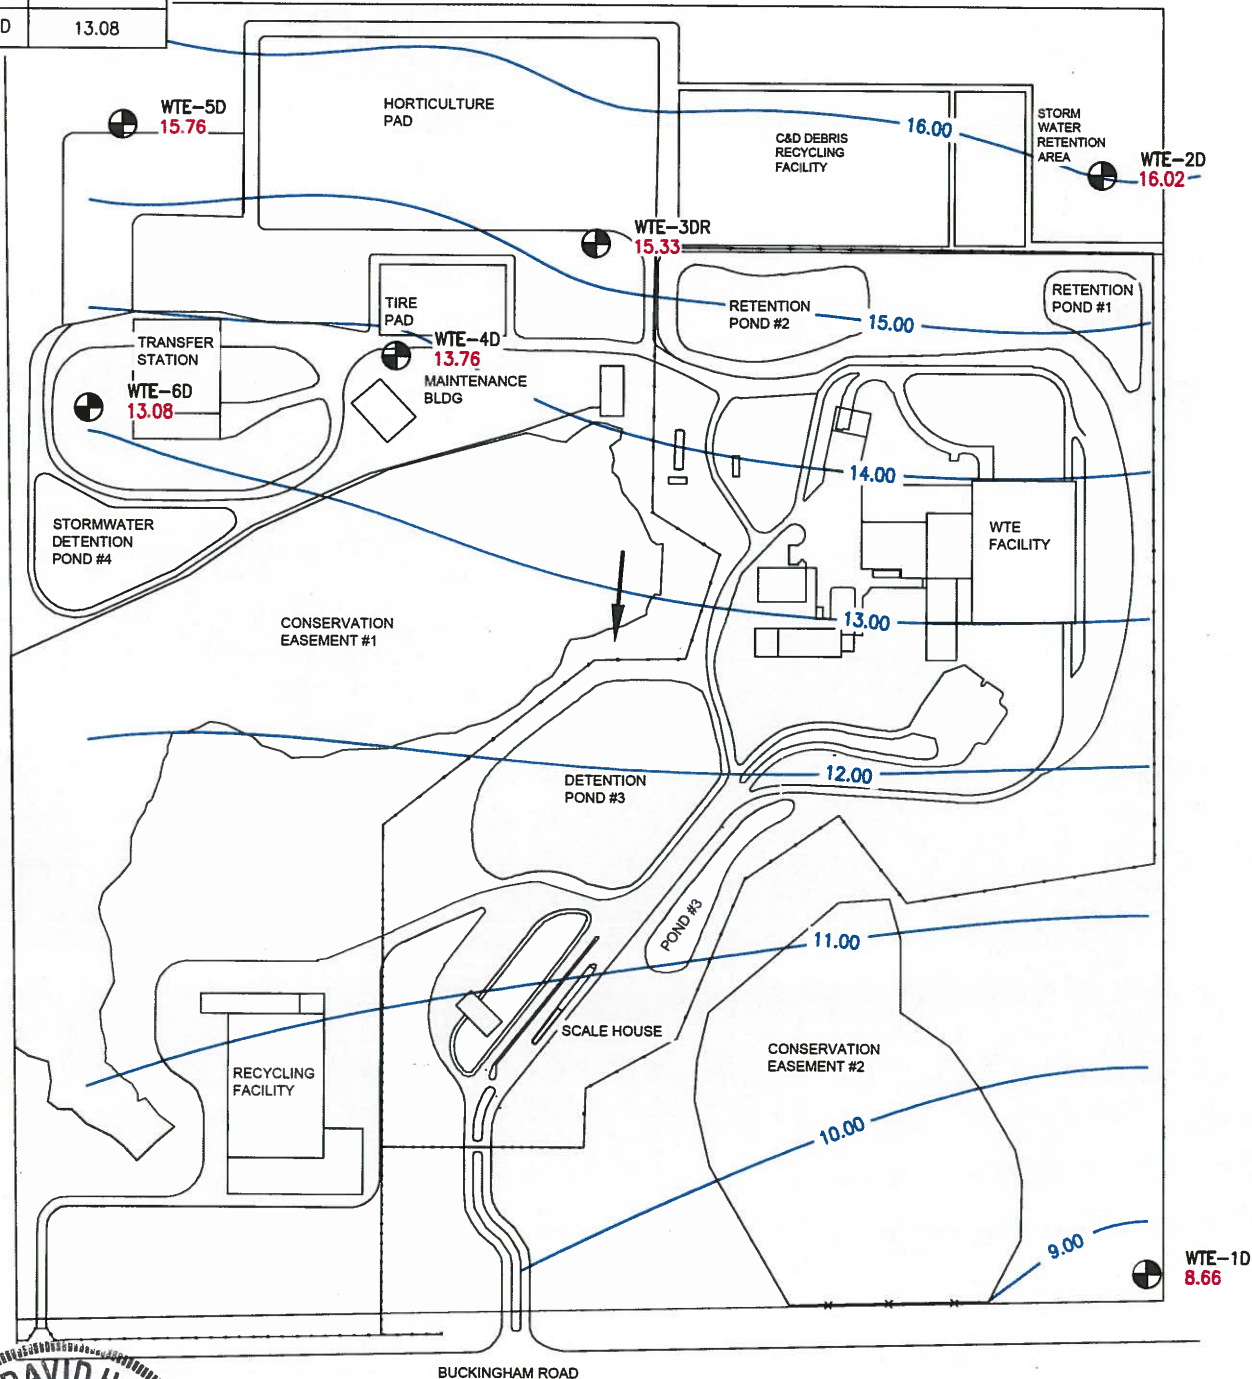 D 13.08
WTE-5D
15.76
HORTICULTURE
PAD
C&D DEBRIS
RECYCLING
FACILITY
16.00
STORM
WATER
RETENTION
AREA
WTE-2D
16.02
WTE-3DR
15.33
TIRE
PAD
RETENTION
POND #2
15.00
RETENTION
POND #1
TRANSFER
STATION
WTE-4D
13.76
MAINTENANCE
BLDG
WTE-6D
13.08
14.00
STORMWATER
DETENTION
POND #4
WTE
FACILITY
CONSERVATION
EASEMENT #1
13.00
DETENTION
POND #3
12.00
POND #3
11.00
SCALE HOUSE
RECYCLING
FACILITY
CONSERVATION
EASEMENT #2
10.00
9.00
WTE-1D
8.66
BUCKINGHAM ROAD
DAVID